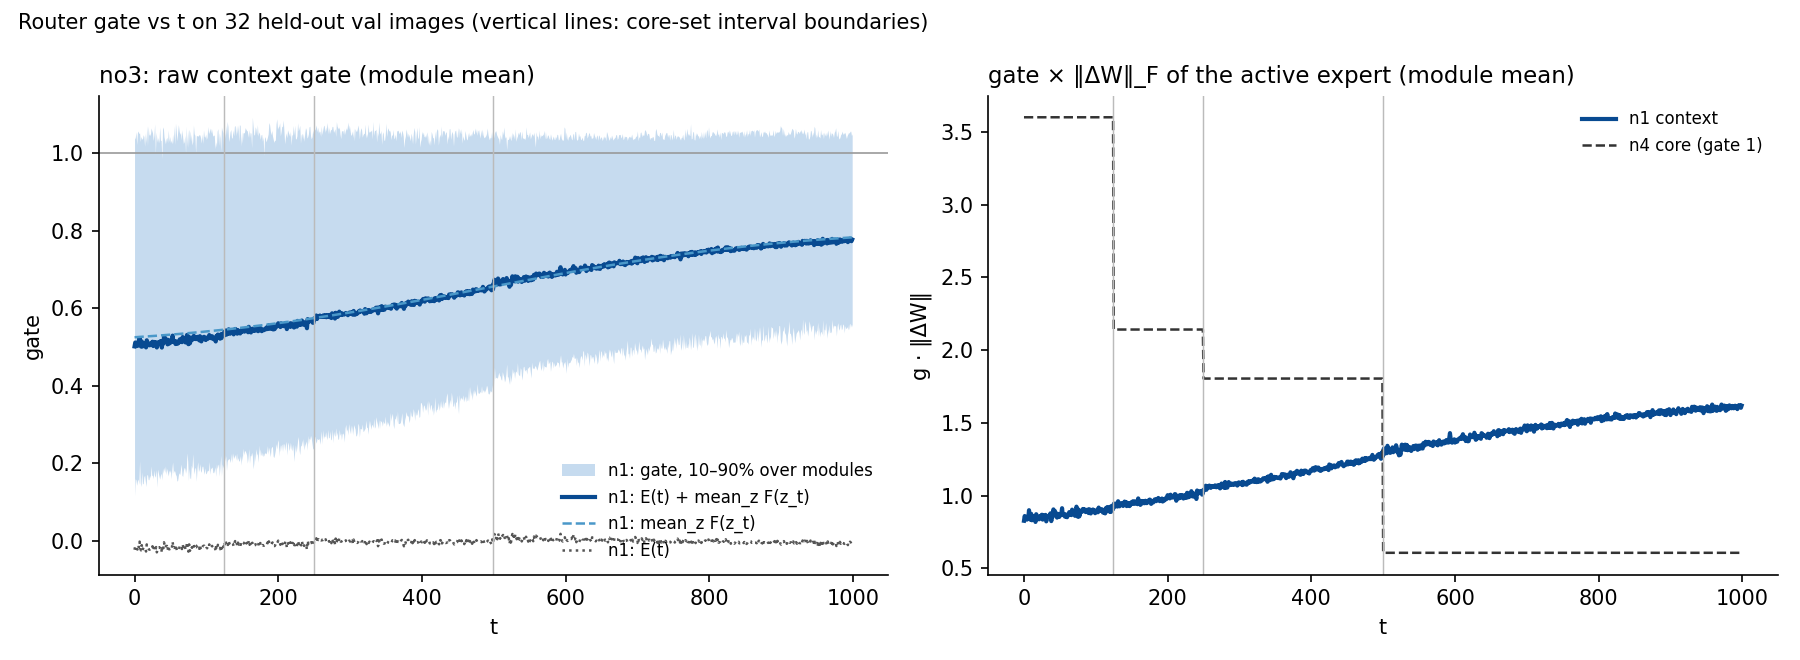 Router gate vs t on 32 held-out val images (vertical lines: core-set interval boundaries)
no3: raw context gate (module mean)
1.0
0.8
0.6
0.4
0.2
0.0
gate
n1: gate, 10–90% over modules
n1: E(t) + mean_z F(z_t)
n1: mean_z F(z_t)
n1: E(t)
0 200 400 600 800 1000
t
gate × ‖ΔW‖_F of the active expert (module mean)
3.5
3.0
2.5
2.0
1.5
1.0
0.5
g · ‖ΔW‖
n1 context
n4 core (gate 1)
0 200 400 600 800 1000
t